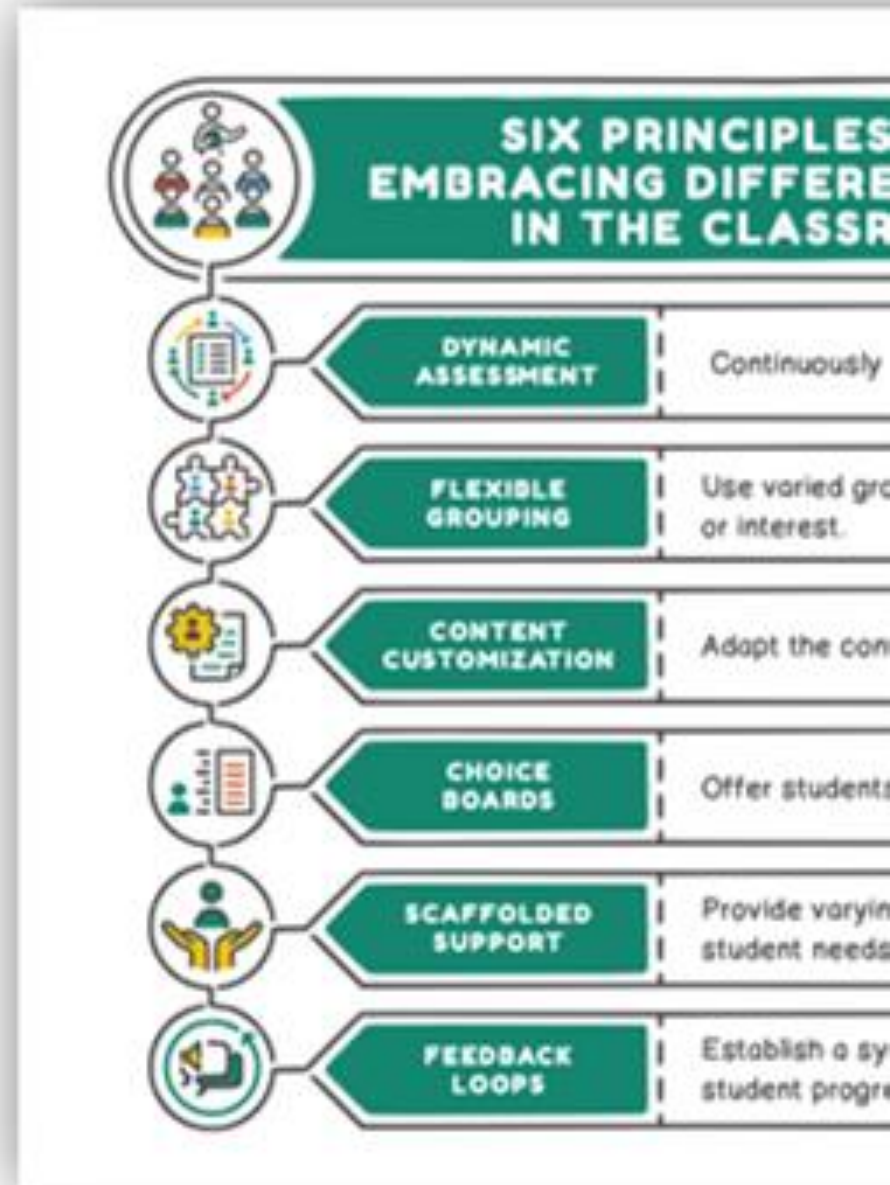 SIX PRINCIPLES
EMBRACING DIFFERE
IN THE CLASSR
DYNAMIC
ASSESSMENT
Continuously
FLEXIBLE
GROUPING
Use varied gro
or interest.
CONTENT
CUSTOMIZATION
Adapt the con
CHOICE
BOARDS
Offer students
SCAFFOLDED
SUPPORT
Provide varyin
student needs
FEEDBACK
LOOPS
Establish a sy
student progre